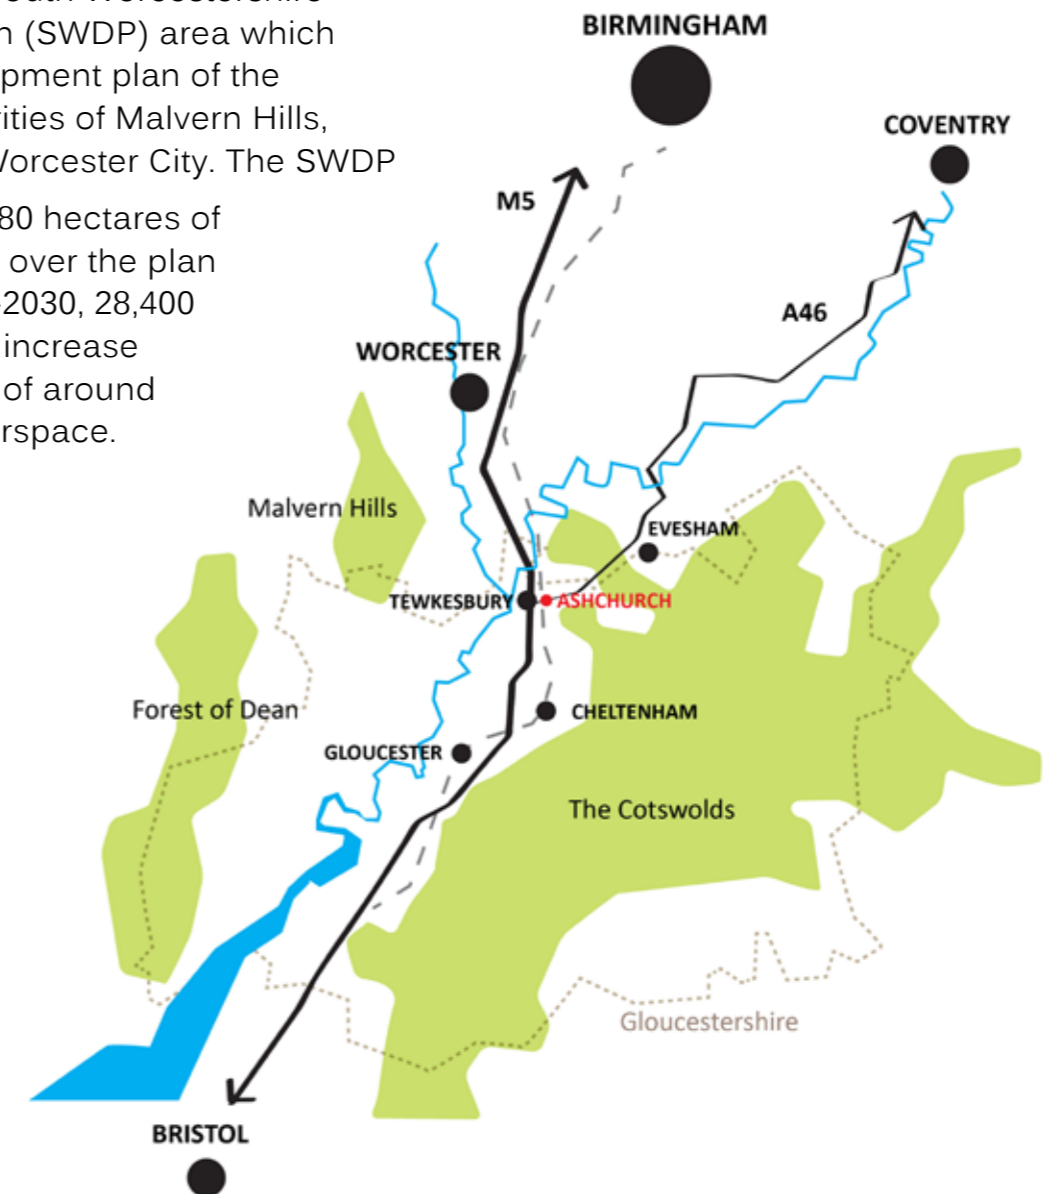 (SWDP) area which
pment plan of the
rities of Malvern Hills,
Worcester City. The SWDP
80 hectares of
over the plan
2030, 28,400
increase
of around
rspace.
BIRMINGHAM
COVENTRY
M5
A46
WORCESTER
Malvern Hills
EVESHAM
TEWKESBURY
ASHCHURCH
Forest of Dean
CHELTENHAM
GLOUCESTER
The Cotswolds
Gloucestershire
BRISTOL